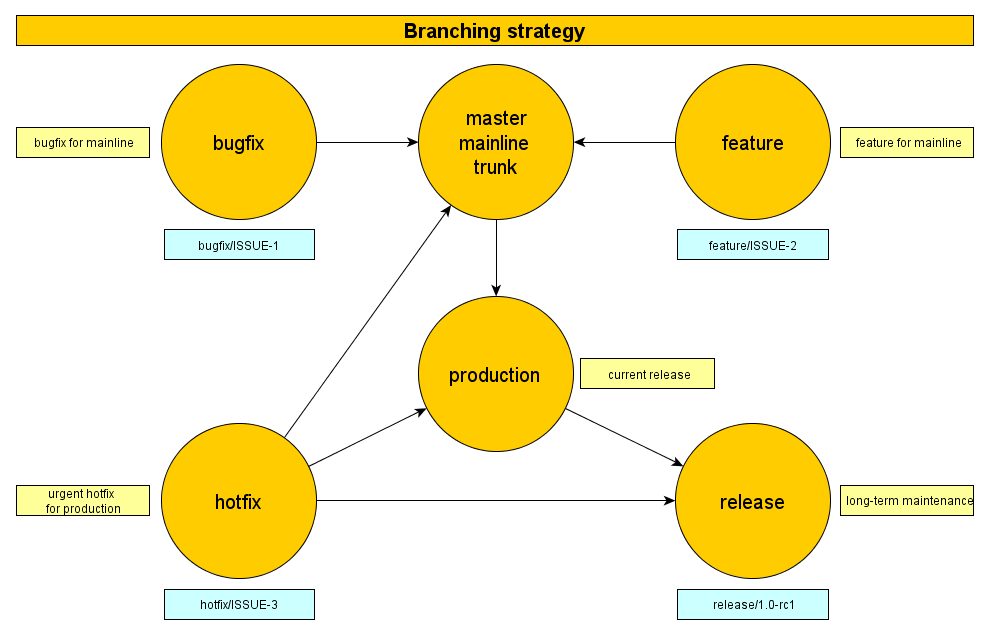 Branching strategy
bugfix for mainline
bugfix
master
mainline
trunk
feature
feature for mainline
bugfix/ISSUE-1
feature/ISSUE-2
production
current release
urgent hotfix
for production
hotfix
release
long-term maintenance
hotfix/ISSUE-3
release/1.0-rc1